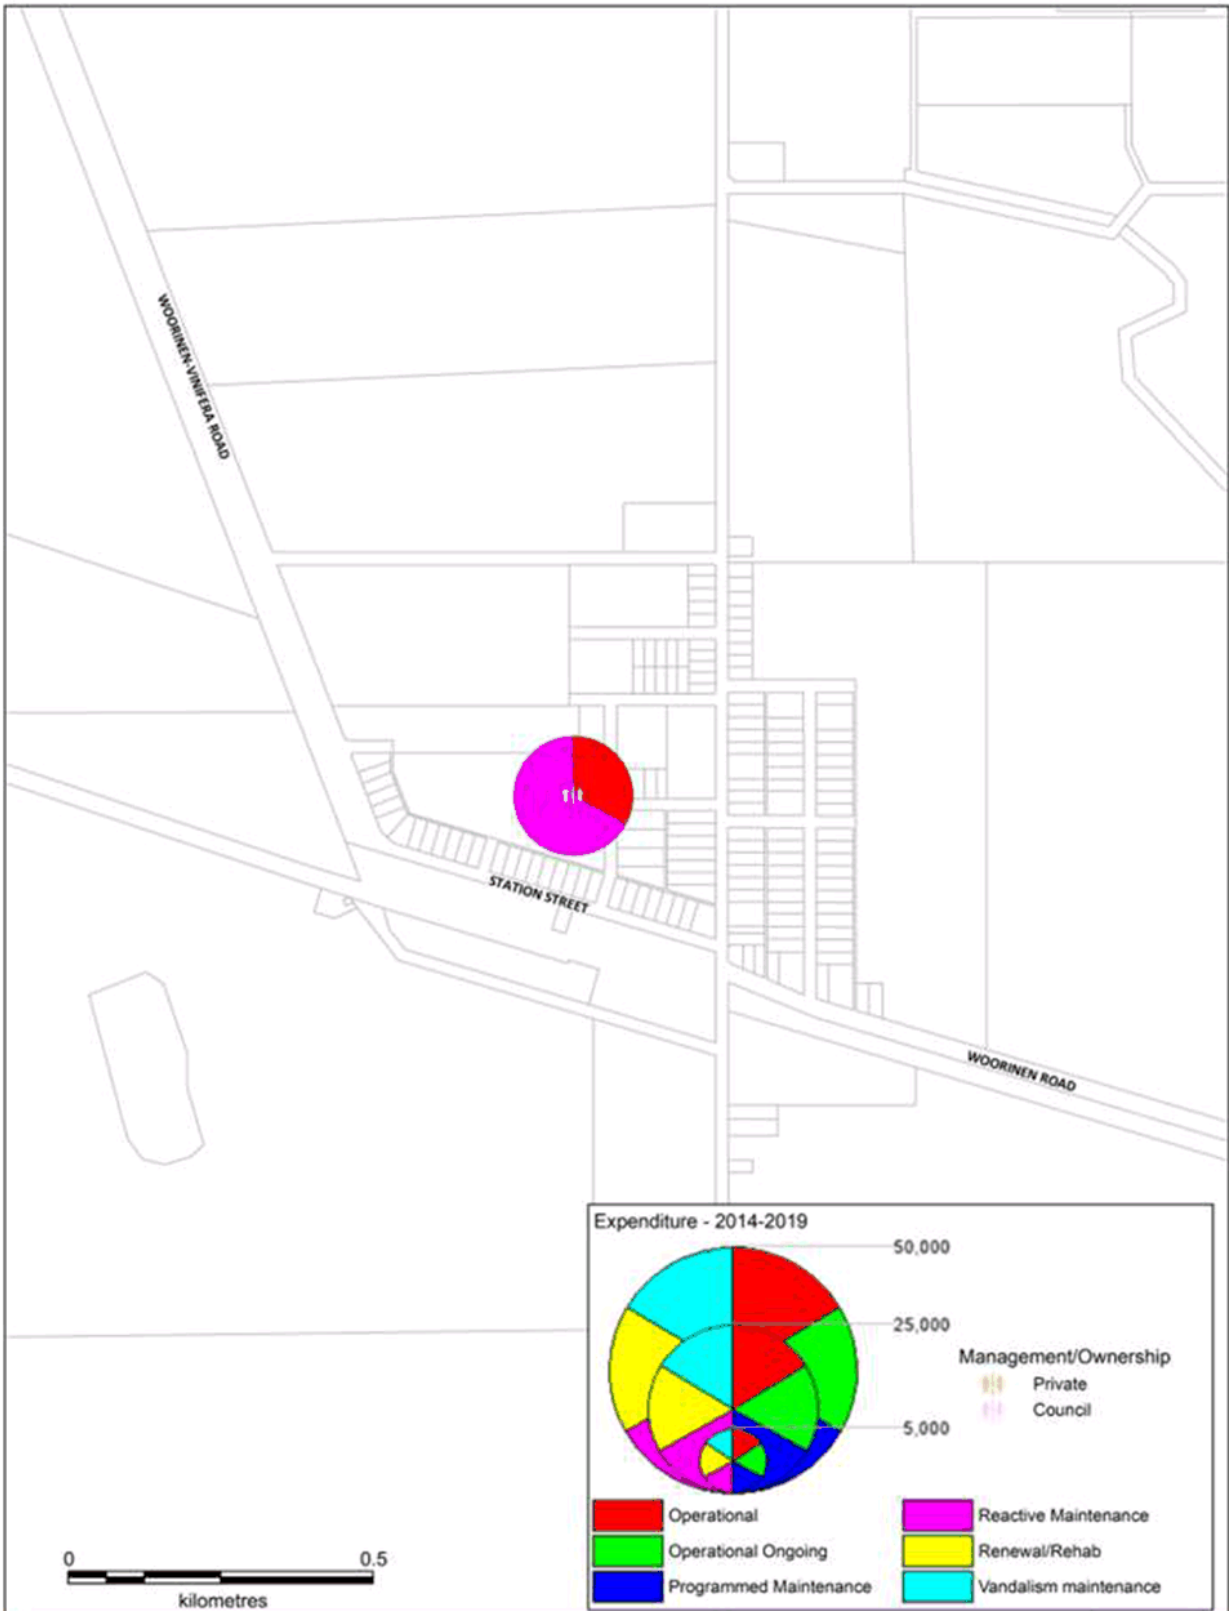 WOORINEN-VINIFERA ROAD
STATION STREET
WOORINEN ROAD
Expenditure - 2014-2019
50,000
25,000
5,000
Management/Ownership
Private
Council
Operational
Reactive Maintenance
Operational Ongoing
Renewal/Rehab
Programmed Maintenance
Vandalism maintenance
0 0.5
kilometres